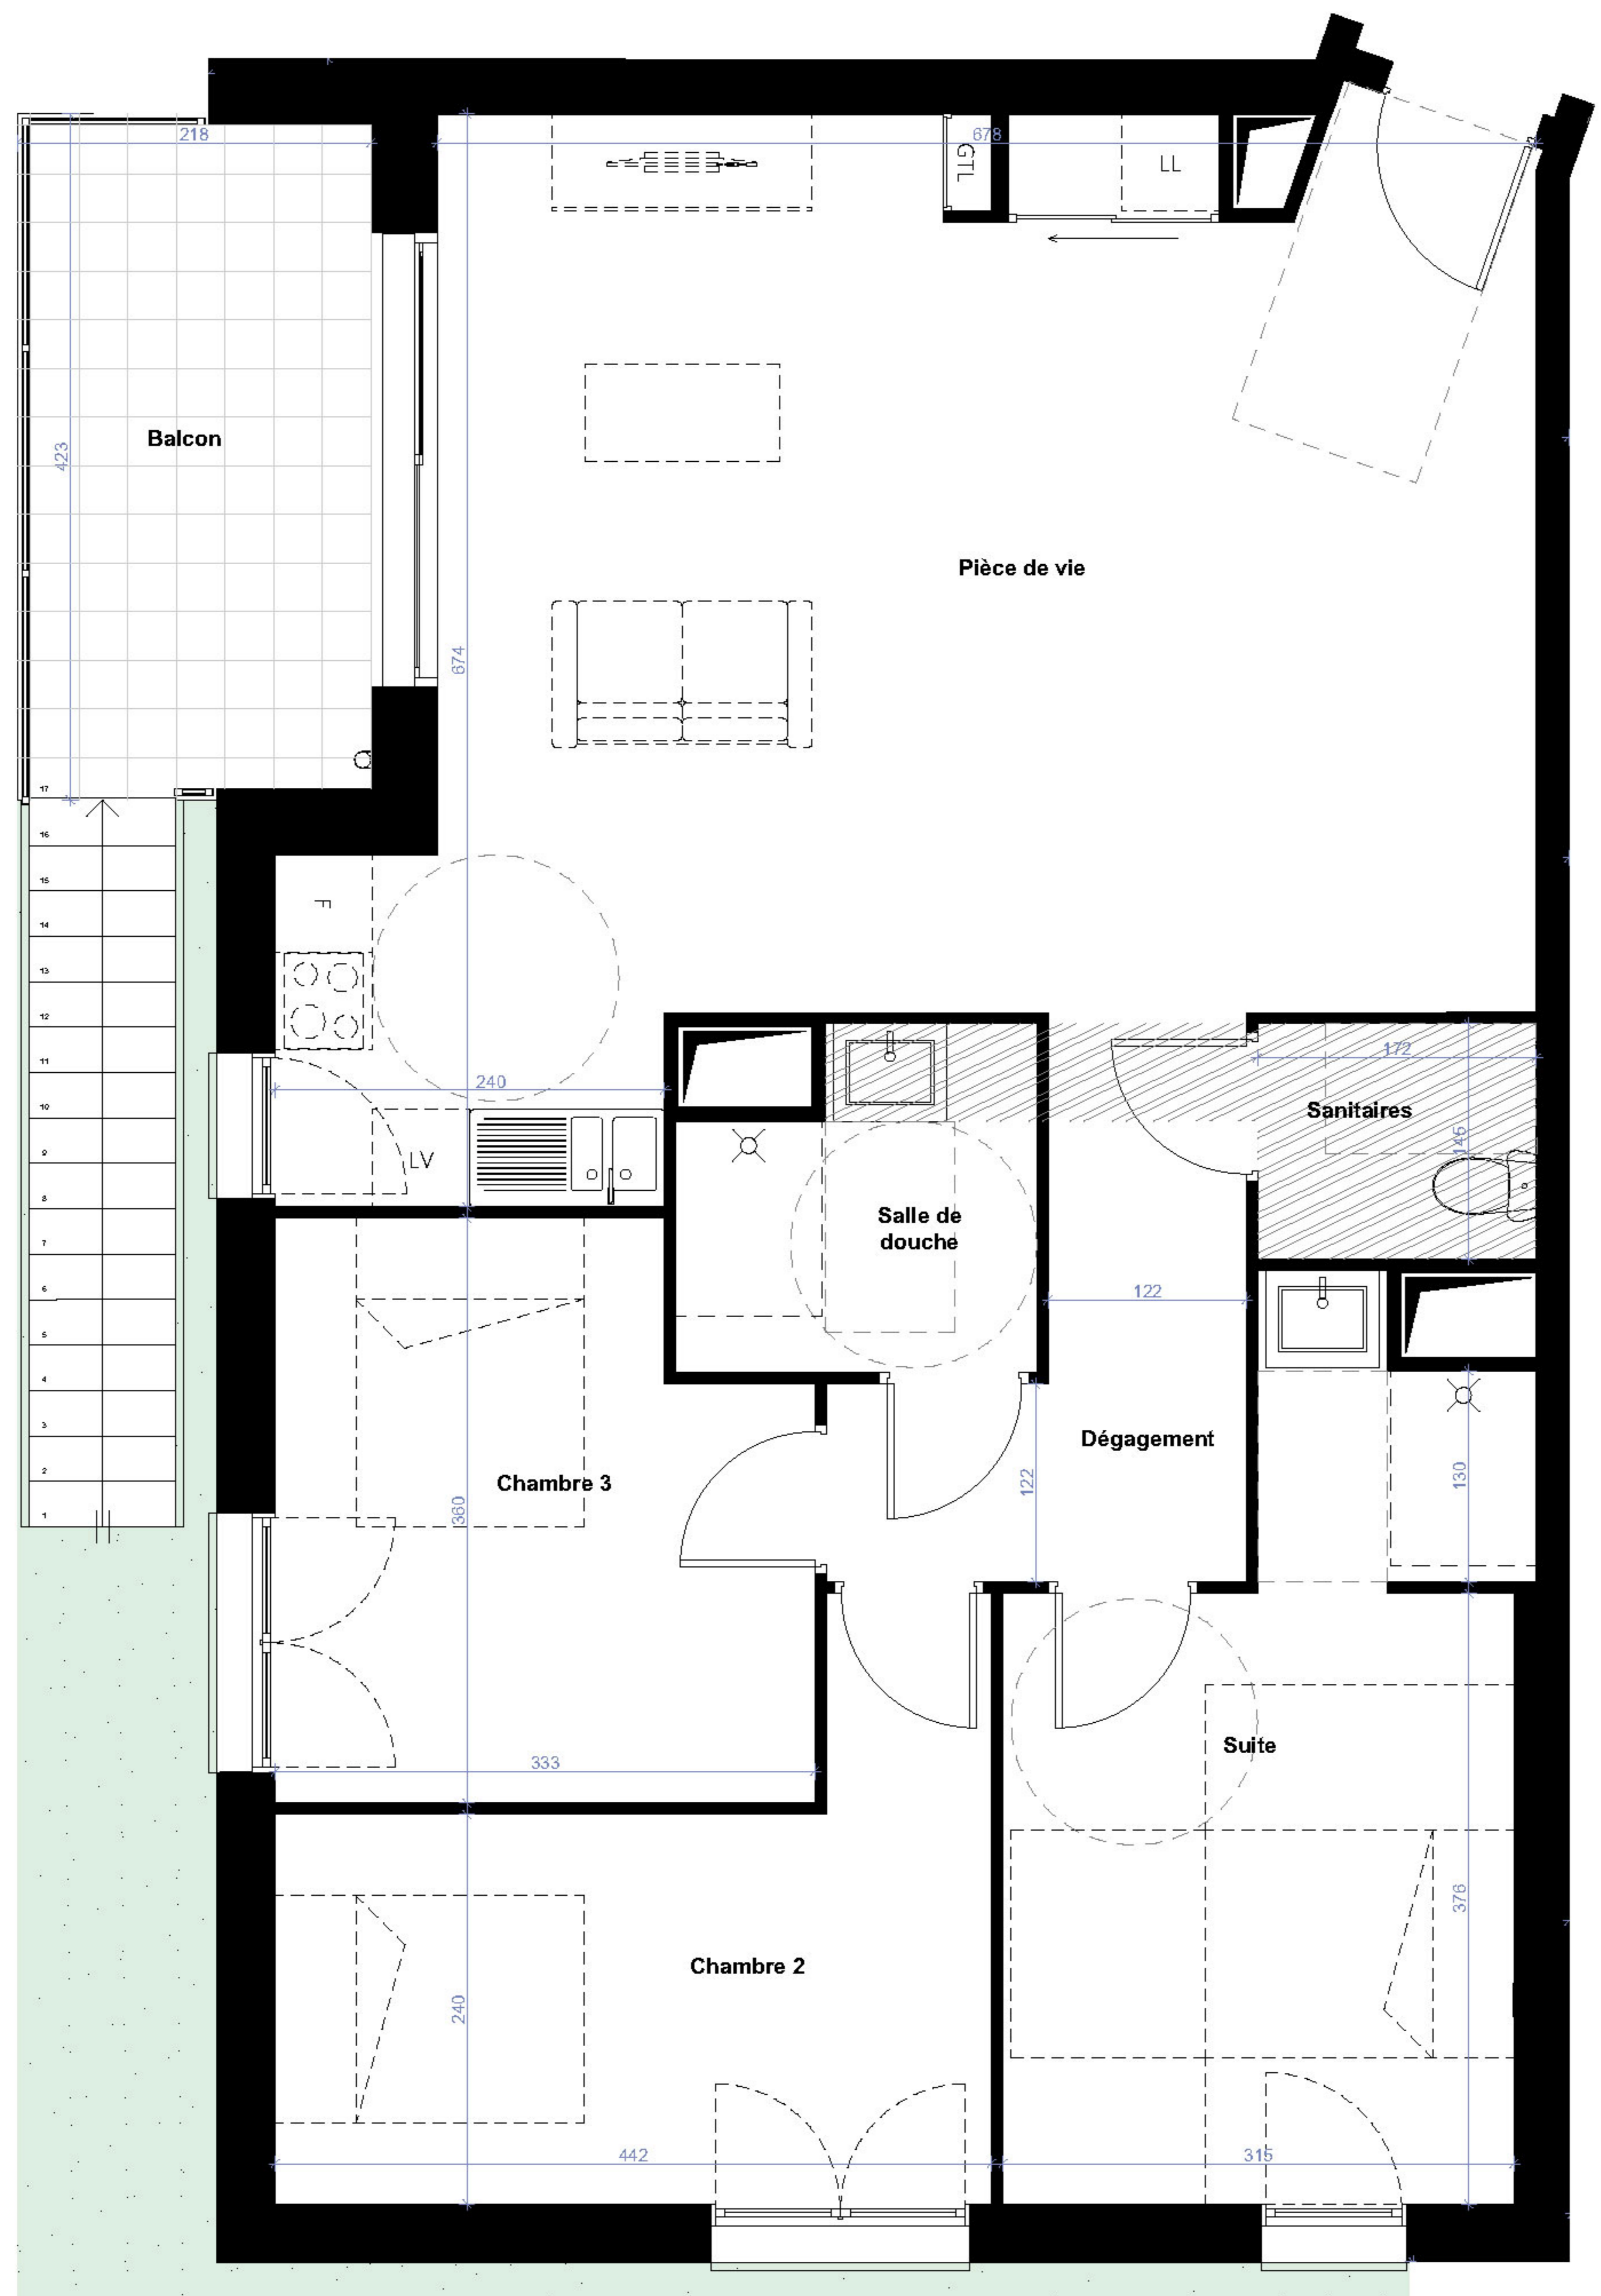 218
678
GTL
LL
Balcon
423
Pièce de vie
674
17
16
15
14
13
12
11
10
9
8
7
6
5
4
3
2
1
F
240
LV
172
Sanitaires
145
Salle de
douche
122
Dégagement
122
130
Chambre 3
360
333
Suite
376
Chambre 2
240
442
315